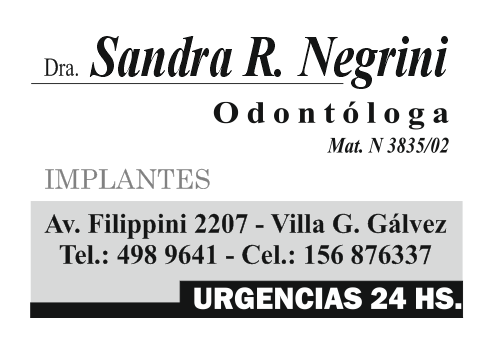 Dra. Sandra R. Negrini
Odontóloga
Mat. N 3835/02
IMPLANTES
Av. Filippini 2207 - Villa G. Gálvez
Tel.: 498 9641 - Cel.: 156 876337
URGENCIAS 24 HS.